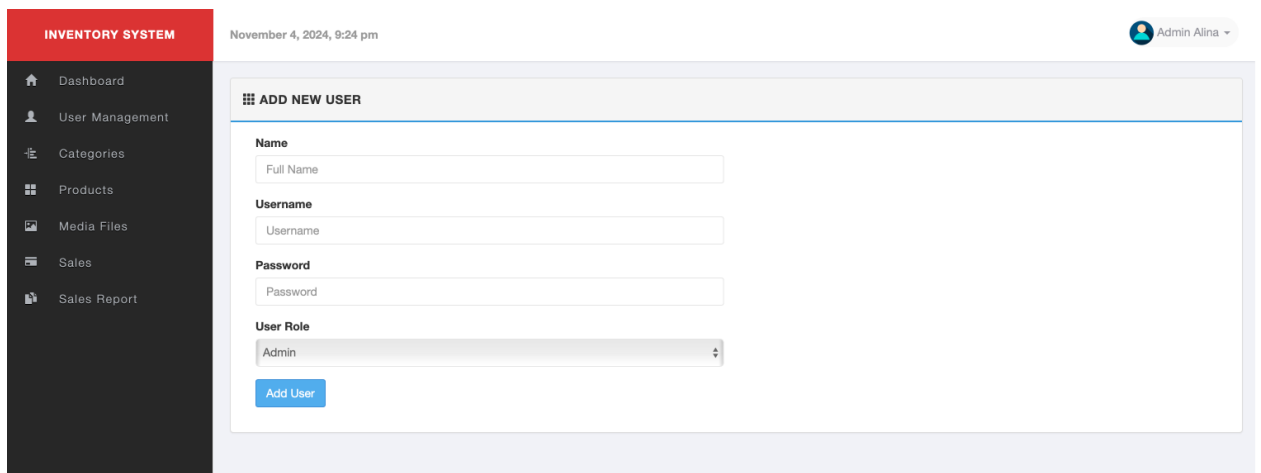 INVENTORY SYSTEM
November 4, 2024, 9:24 pm
Admin Alina
Dashboard
User Management
Categories
Products
Media Files
Sales
Sales Report
ADD NEW USER
Name
Full Name
Username
Username
Password
Password
User Role
Admin
Add User